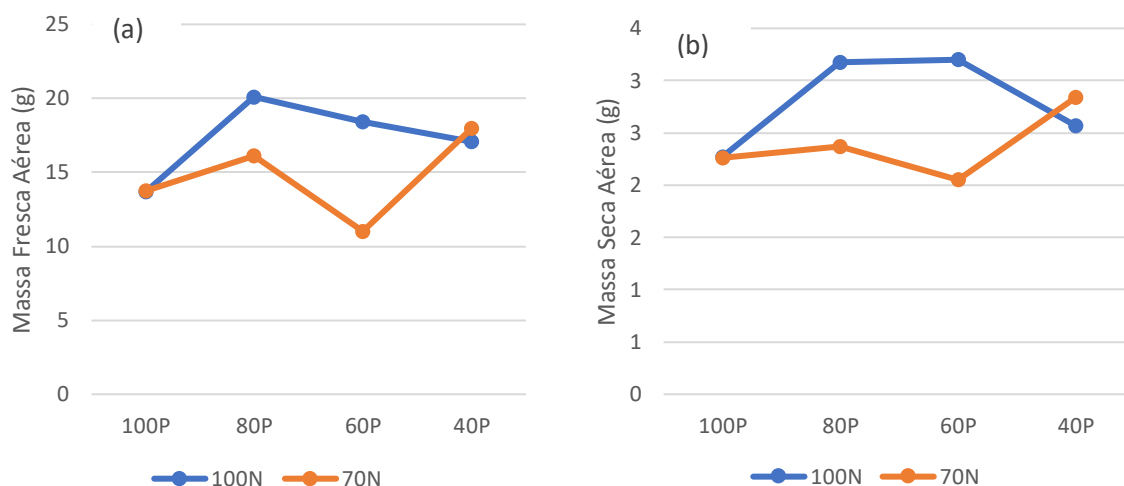 (a)
Massa Fresca Aérea (g)
25
20
15
10
5
0
100P 80P 60P 40P
100N 70N
(b)
Massa Seca Aérea (g)
4
3
3
2
2
1
1
0
100P 80P 60P 40P
100N 70N